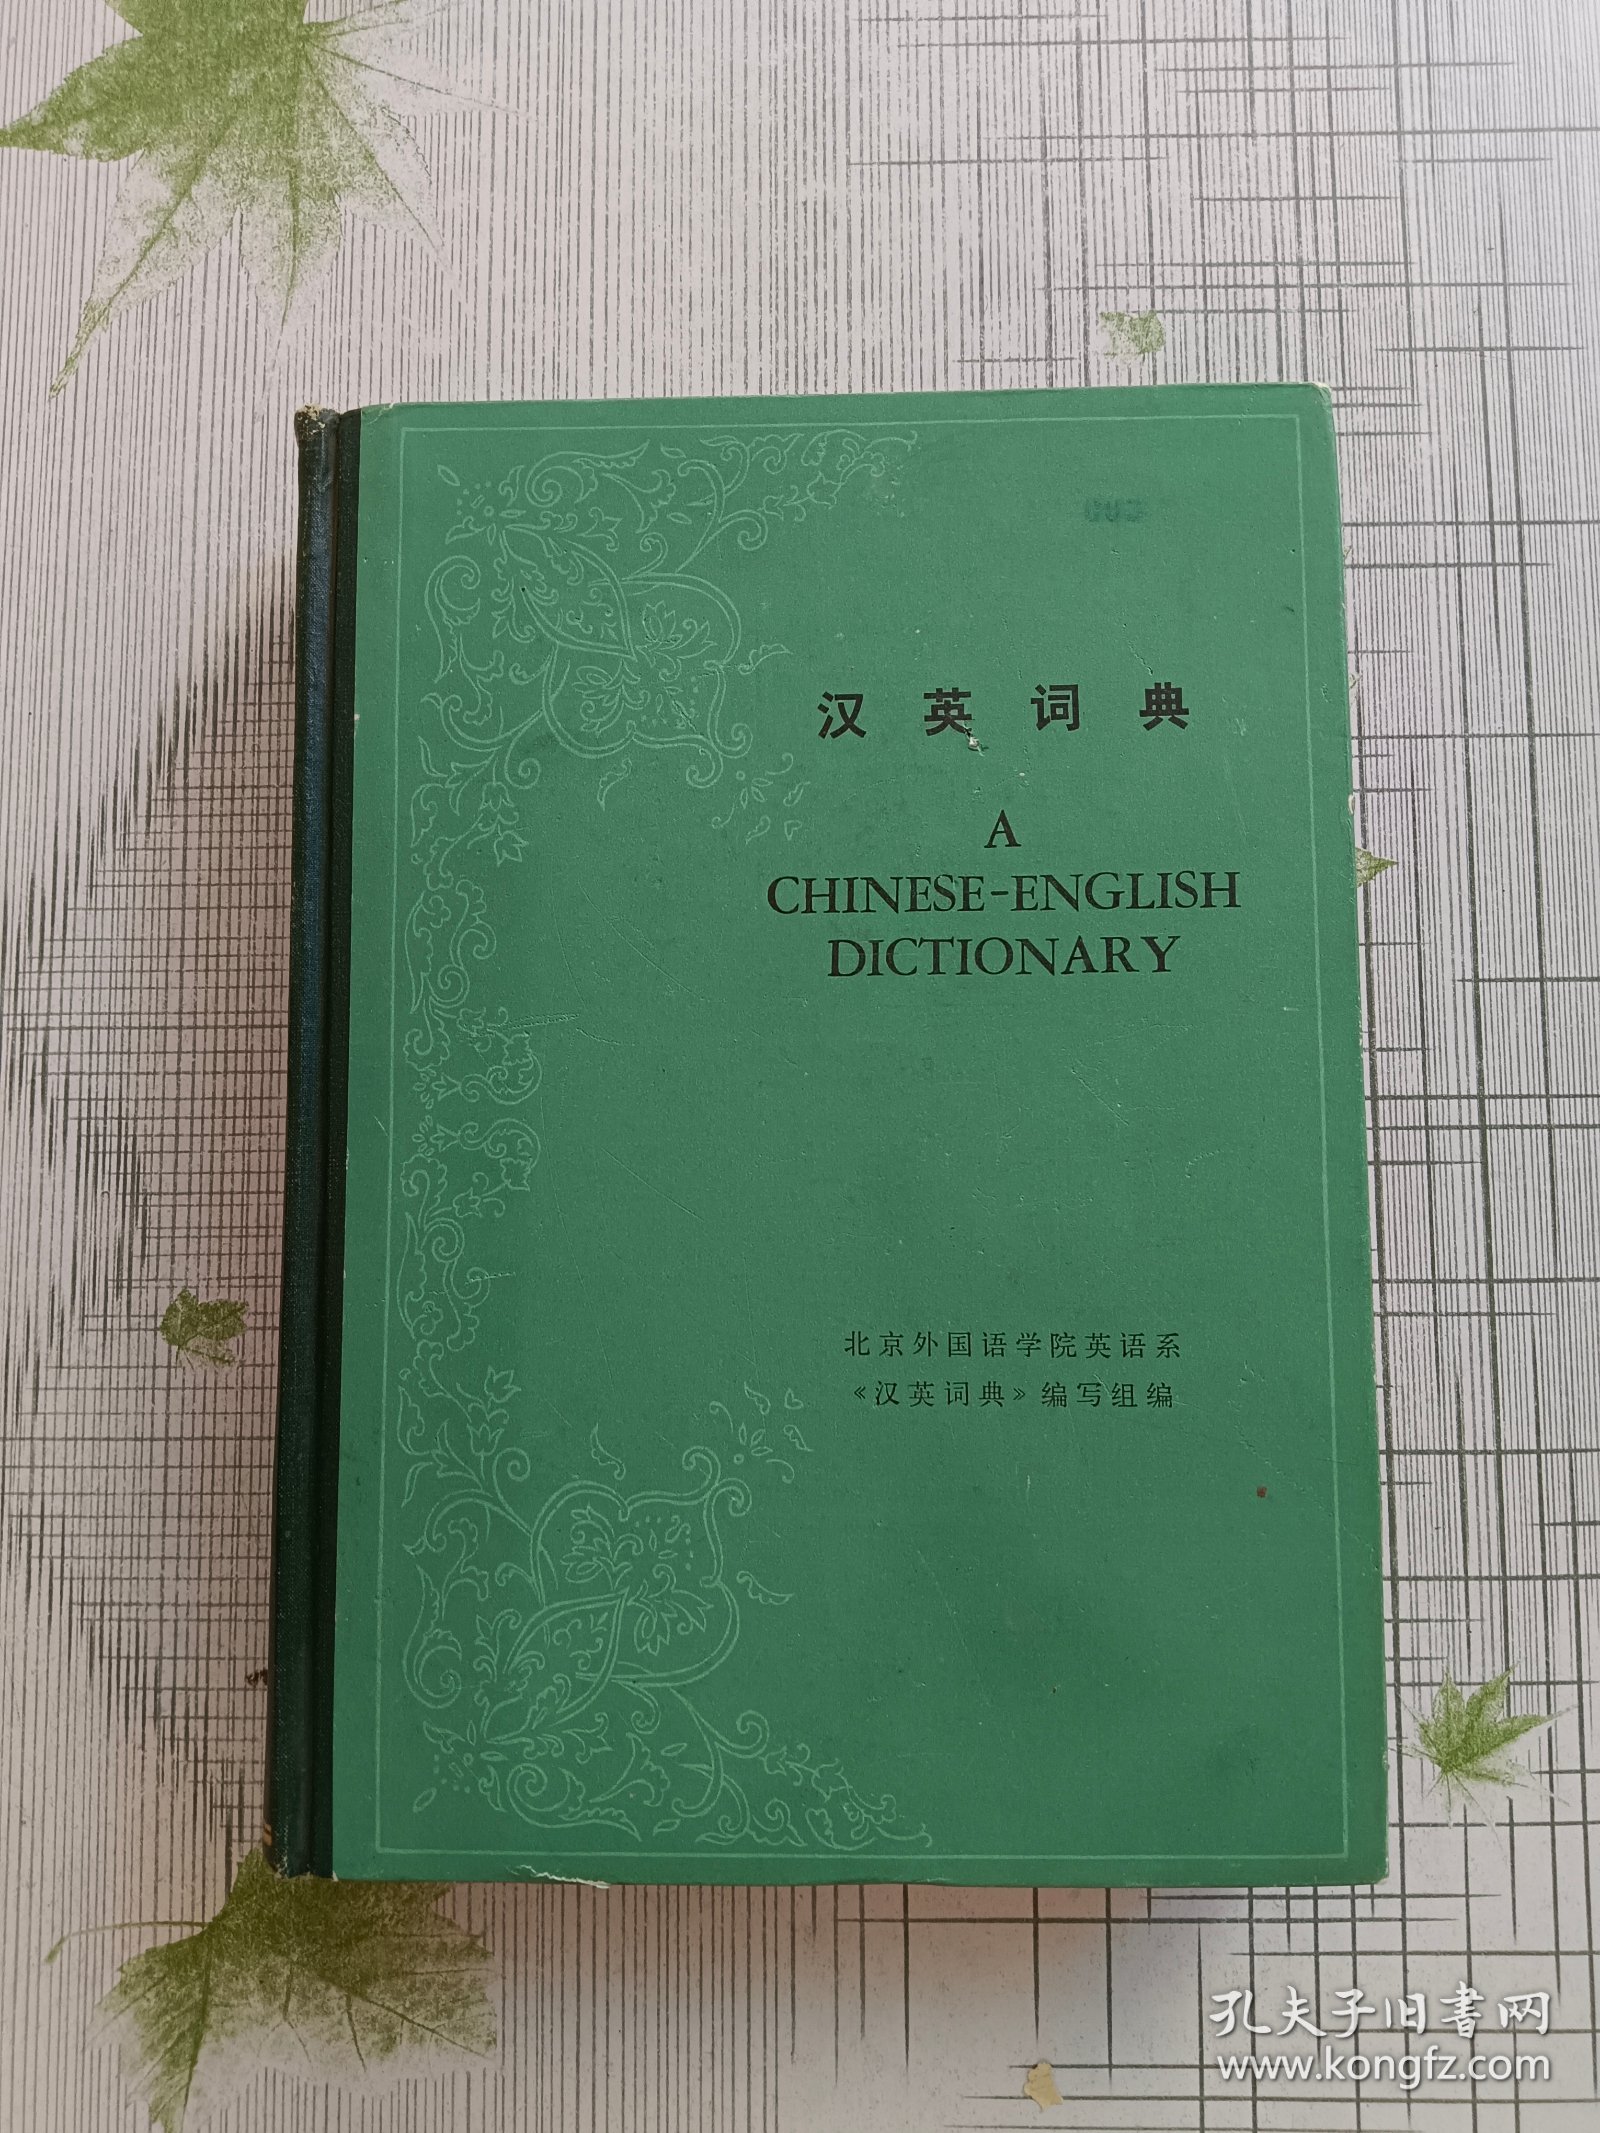 汉英词典
A
CHINESE-ENGLISH
DICTIONARY
北京外国语学院英语系
《汉英词典》编写组编
孔夫子旧书网
www.kongfz.com